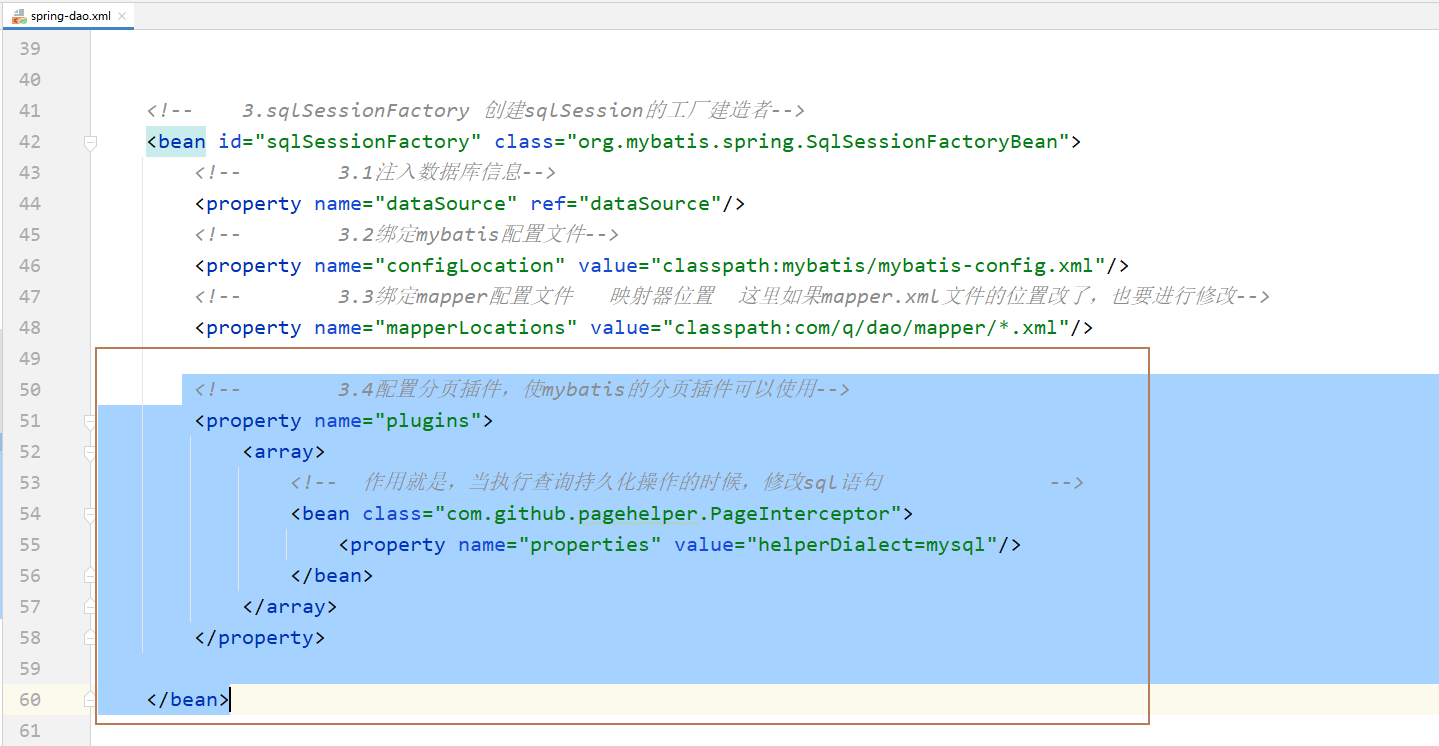 spring-dao.xml
39
40
41 <!-- 3.sqlSessionFactory 创建sqlSession的工厂建造者-->
42 <bean id="sqlSessionFactory" class="org.mybatis.spring.SqlSessionFactoryBean">
43 <!-- 3.1注入数据库信息-->
44 <property name="dataSource" ref="dataSource"/>
45 <!-- 3.2绑定mybatis配置文件-->
46 <property name="configLocation" value="classpath:mybatis/mybatis-config.xml"/>
47 <!-- 3.3绑定mapper配置文件 映射器位置 这里如果mapper.xml文件的位置改了，也要进行修改-->
48 <property name="mapperLocations" value="classpath:com/q/dao/mapper/*.xml"/>
49
50 <!-- 3.4配置分页插件，使mybatis的分页插件可以使用-->
51 <property name="plugins">
52 <array>
53 <!-- 作用就是，当执行查询持久化操作的时候，修改sql语句 -->
54 <bean class="com.github.pagehelper.PageInterceptor">
55 <property name="properties" value="helperDialect=mysql"/>
56 </bean>
57 </array>
58 </property>
59
60 </bean>
61